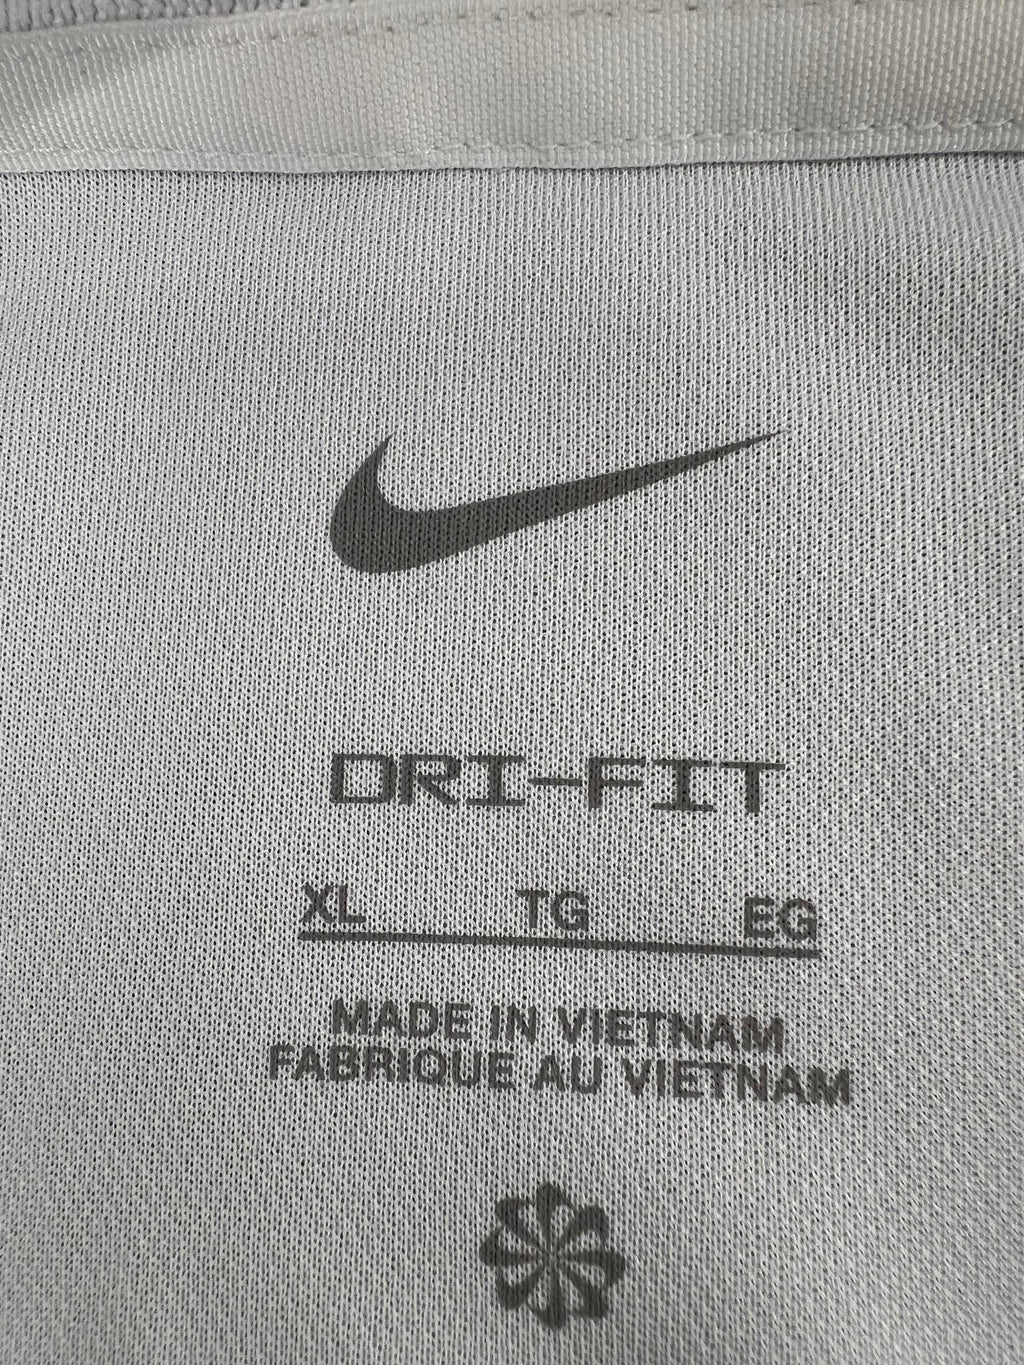 DRI-FIT
XL TG EG
MADE IN VIETNAM
FABRIQUE AU VIETNAM